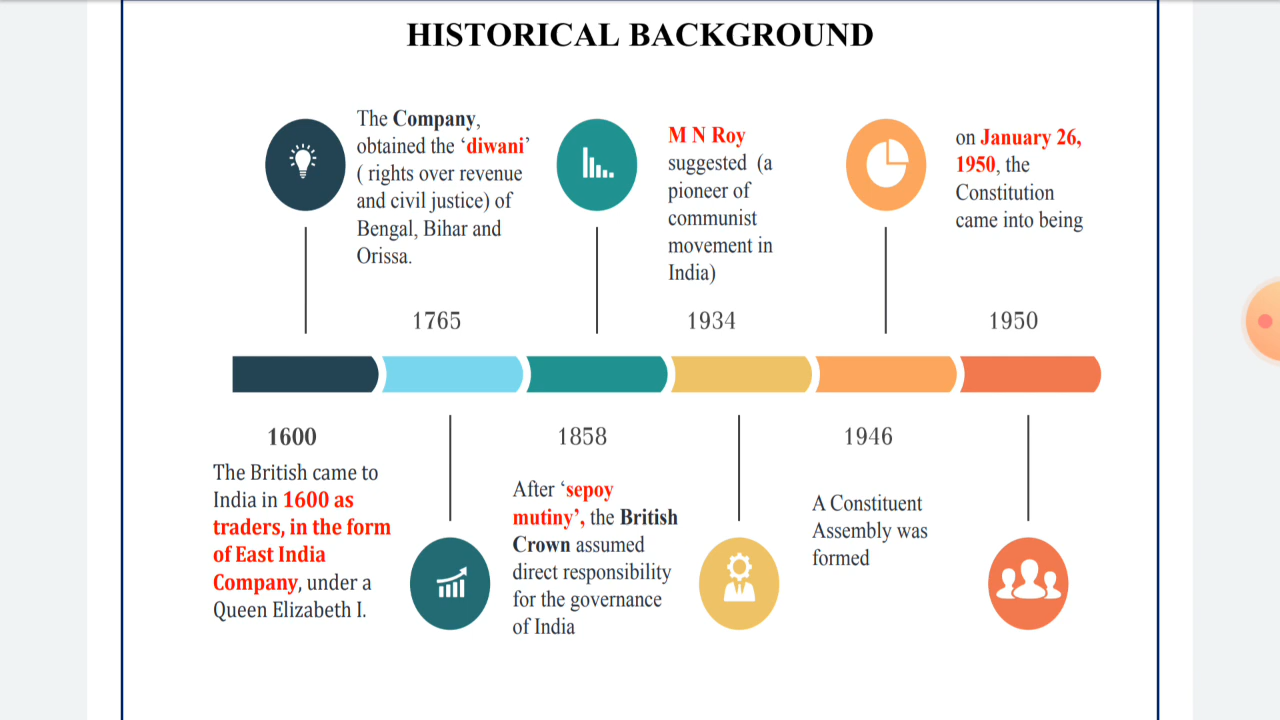 HISTORICAL BACKGROUND
The Company,
obtained the ‘diwani’
( rights over revenue
and civil justice) of
Bengal, Bihar and
Orissa.
M N Roy
suggested (a
pioneer of
communist
movement in
India)
on January 26,
1950, the
Constitution
came into being
1765
1934
1950
1600
The British came to
India in 1600 as
traders, in the form
of East India
Company, under a
Queen Elizabeth I.
1858
After ‘sepoy
mutiny’, the British
Crown assumed
direct responsibility
for the governance
of India
1946
A Constituent
Assembly was
formed